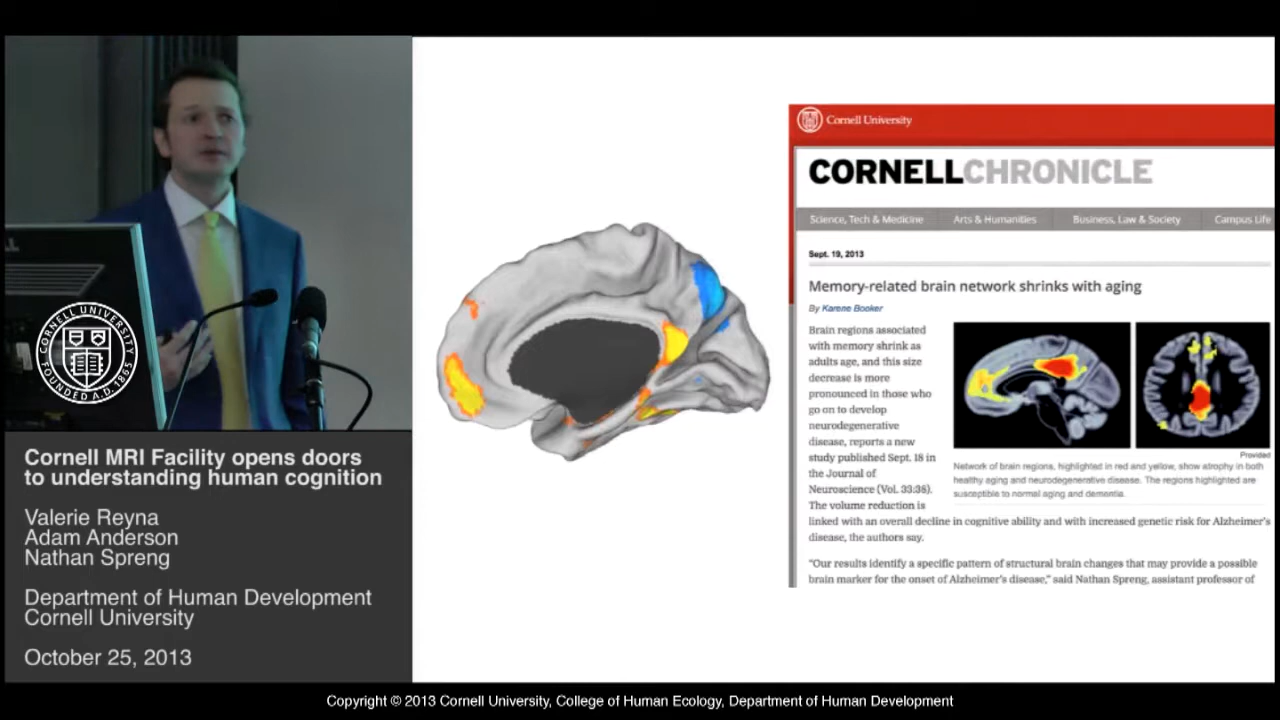 CORNELL UNIVERSITY
FOUNDED A.D. 1865
Cornell MRI Facility opens doors
to understanding human cognition
Valerie Reyna
Adam Anderson
Nathan Spreng
Department of Human Development
Cornell University
October 25, 2013
Cornell University
CORNELLCHRONICLE
Science, Tech & Medicine
Arts & Humanities
Business, Law & Society
Campus Life
Sept. 19, 2013
Memory-related brain network shrinks with aging
By Karene Booker
Brain regions associated
with memory shrink as
adults age, and this size
decrease is more
pronounced in those who
go on to develop
neurodegenerative
disease, reports a new
study published Sept. 18 in
the Journal of
Neuroscience (Vol. 33:38).
The volume reduction is
linked with an overall decline in cognitive ability and with increased genetic risk for Alzheimer's
disease, the authors say.
Provided
Network of brain regions, highlighted in red and yellow, show atrophy in both
healthy aging and neurodegenerative disease. The regions highlighted are
susceptible to normal aging and dementia.
"Our results identify a specific pattern of structural brain changes that may provide a possible
brain marker for the onset of Alzheimer's disease," said Nathan Spreng, assistant professor of
Copyright © 2013 Cornell University, College of Human Ecology, Department of Human Development